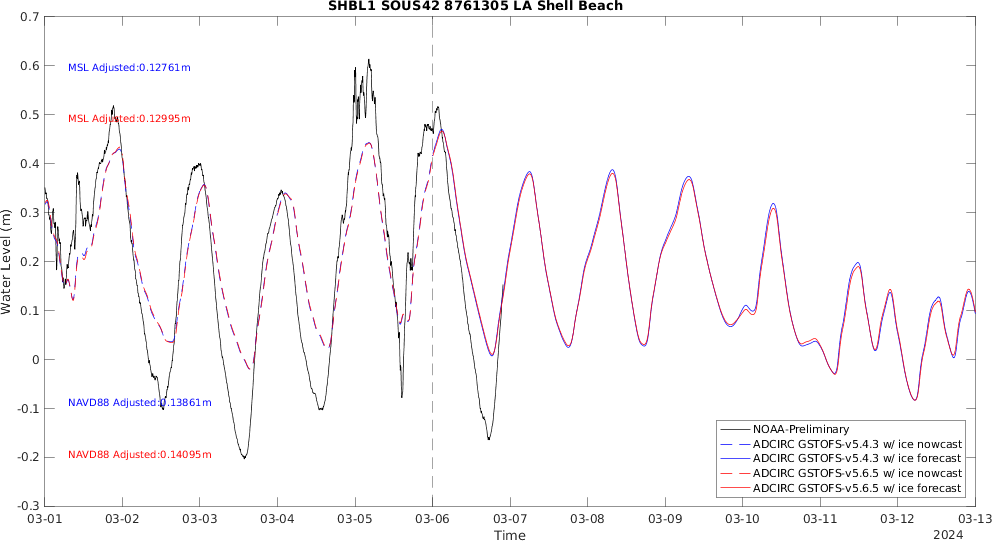 SHBL1 SOUS42 8761305 LA Shell Beach
0.7
0.6
0.5
0.4
0.3
0.2
0.1
0
-0.1
-0.2
-0.3
Water Level (m)
MSL Adjusted:0.12761m
MSL Adjusted:0.12995m
NAVD88 Adjusted:0.13861m
NAVD88 Adjusted:0.14095m
NOAA-Preliminary
ADCIRC GSTOFS-v5.4.3 w/ ice nowcast
ADCIRC GSTOFS-v5.4.3 w/ ice forecast
ADCIRC GSTOFS-v5.6.5 w/ ice nowcast
ADCIRC GSTOFS-v5.6.5 w/ ice forecast
03-01 03-02 03-03 03-04 03-05 03-06 03-07 03-08 03-09 03-10 03-11 03-12 03-13
Time
2024